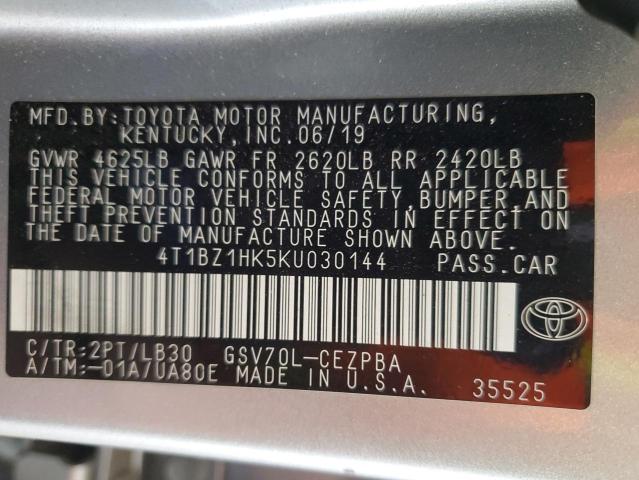 MFD. BY: TOYOTA MOTOR MANUFACTURING,
KENTUCKY, INC. 06/19
GVWR 4625LB GAWR FR 2620LB RR 2420LB
THIS VEHICLE CONFORMS TO ALL APPLICABLE
FEDERAL MOTOR VEHICLE SAFETY, BUMPER, AND
THEFT PREVENTION STANDARDS IN EFFECT ON
THE DATE OF MANUFACTURE SHOWN ABOVE.
4T1BZ1HK5KU030144 PASS. CAR
C/TR: 2PT/LB30 GSV70L-CEZPBA
A/TM: -01A/UA80E MADE IN U.S.A. 35525